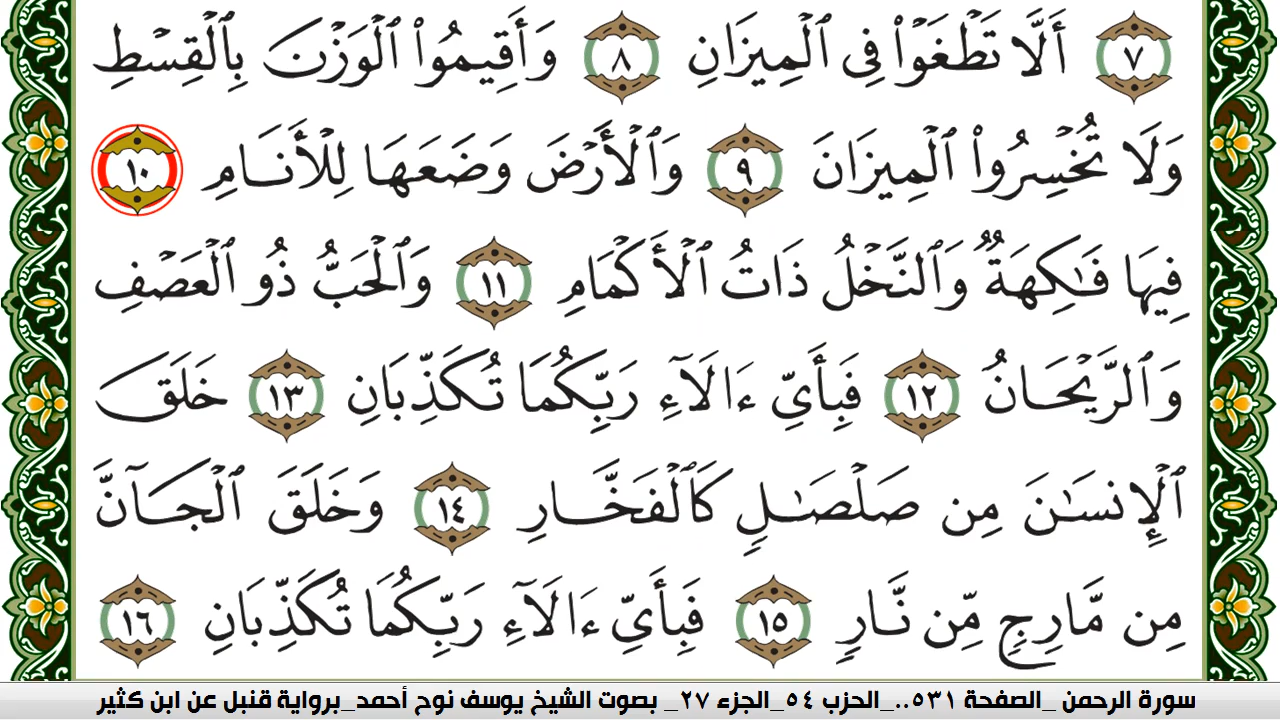 ٧ أَلَّا تَطْغَوْا۟ فِى ٱلْمِيزَانِ ٨ وَأَقِيمُوا۟ ٱلْوَزْنَ بِٱلْقِسْطِ
وَلَا تُخْسِرُوا۟ ٱلْمِيزَانَ ٩ وَٱلْأَرْضَ وَضَعَهَا لِلْأَنَامِ ١٠
فِيهَا فَـٰكِهَةٌ وَٱلنَّخْلُ ذَاتُ ٱلْأَكْمَامِ ١١ وَٱلْحَبُّ ذُو ٱلْعَصْفِ
وَٱلرَّيْحَانُ ١٢ فَبِأَىِّ ءَالَآءِ رَبِّكُمَا تُكَذِّبَانِ ١٣ خَلَقَ
ٱلْإِنسَـٰنَ مِن صَلْصَـٰلٍ كَٱلْفَخَّارِ ١٤ وَخَلَقَ ٱلْجَآنَّ
مِن مَّارِجٍ مِّن نَّارٍ ١٥ فَبِأَىِّ ءَالَآءِ رَبِّكُمَا تُكَذِّبَانِ ١٦
سورة الرحمن _الصفحة ٥٣١.._الحزب ٥٤_الجزء ٢٧_ بصوت الشيخ يوسف نوح أحمد_برواية قنبل عن ابن كثير